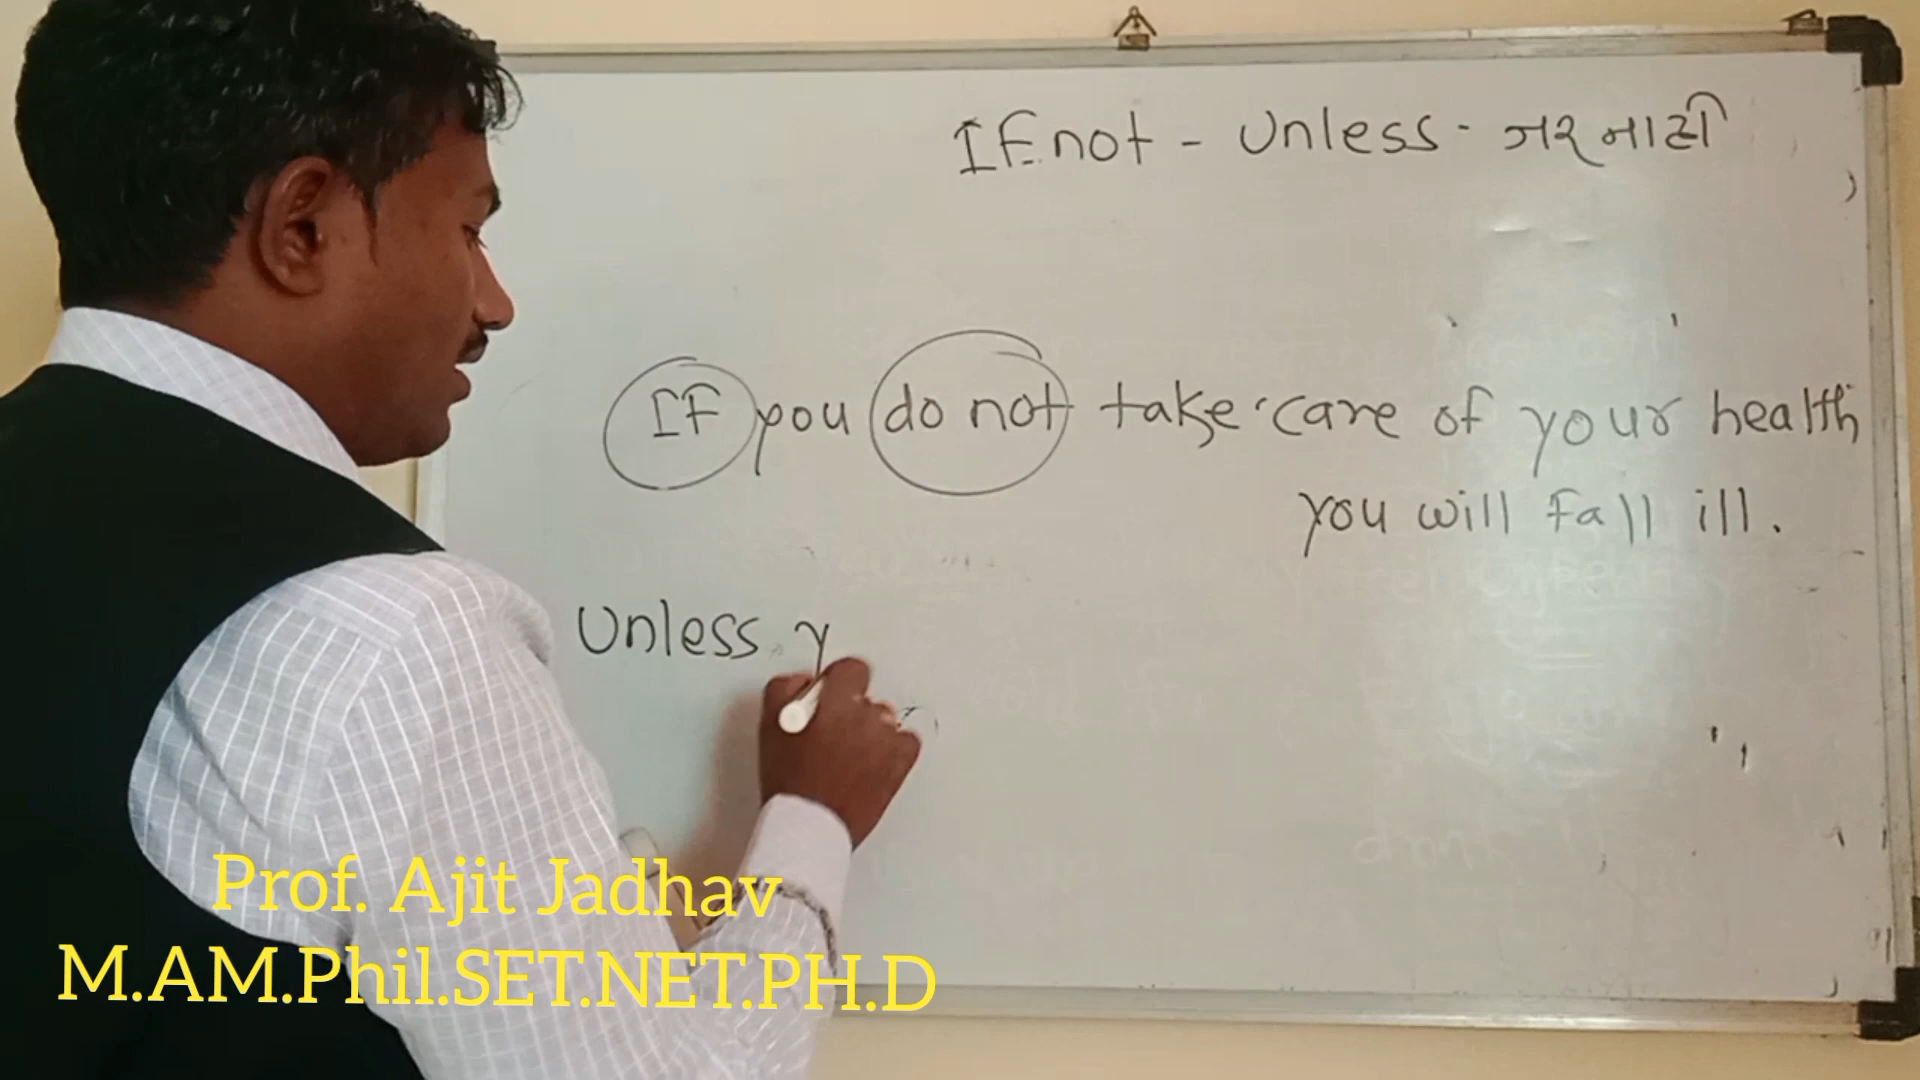 If not - Unless - जर नाही
If you do not take care of your health
you will fall ill.
Unless y
Prof. Ajit Jadhav
M.AM.Phil.SET.NET.PH.D